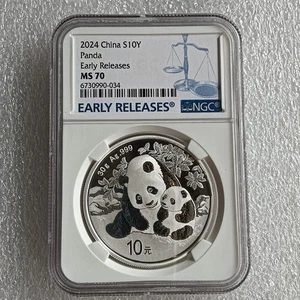 2024 China S10Y
Panda
Early Releases
MS 70
6730990-034
EARLY RELEASES®
NGC
30g Ag.999
10元